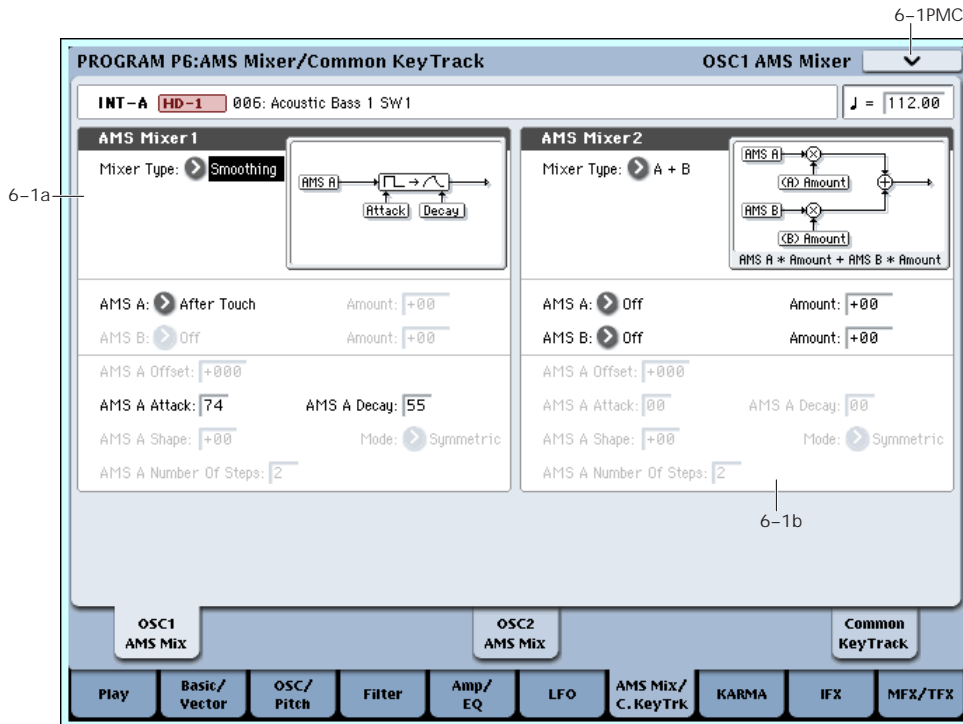 6–1PMC
PROGRAM P6:AMS Mixer/Common KeyTrack OSC1 AMS Mixer
INT-A HD-1 006: Acoustic Bass 1 SW1 ♩ = 112.00
AMS Mixer1
Mixer Type: Smoothing
AMS A
Attack Decay
6–1a
AMS A: After Touch Amount: +00
AMS B: Off Amount: +00
AMS A Offset: +000
AMS A Attack: 74 AMS A Decay: 55
AMS A Shape: +00 Mode: Symmetric
AMS A Number Of Steps: 2
AMS Mixer2
Mixer Type: A + B
AMS A
(A) Amount
AMS B
(B) Amount
AMS A * Amount + AMS B * Amount
AMS A: Off Amount: +00
AMS B: Off Amount: +00
AMS A Offset: +000
AMS A Attack: 00 AMS A Decay: 00
AMS A Shape: +00 Mode: Symmetric
AMS A Number Of Steps: 2
6–1b
OSC1
AMS Mix
OSC2
AMS Mix
Common
KeyTrack
Play
Basic/
Vector
OSC/
Pitch
Filter
Amp/
EQ
LFO
AMS Mix/
C.KeyTrk
KARMA
IFX
MFX/TFX